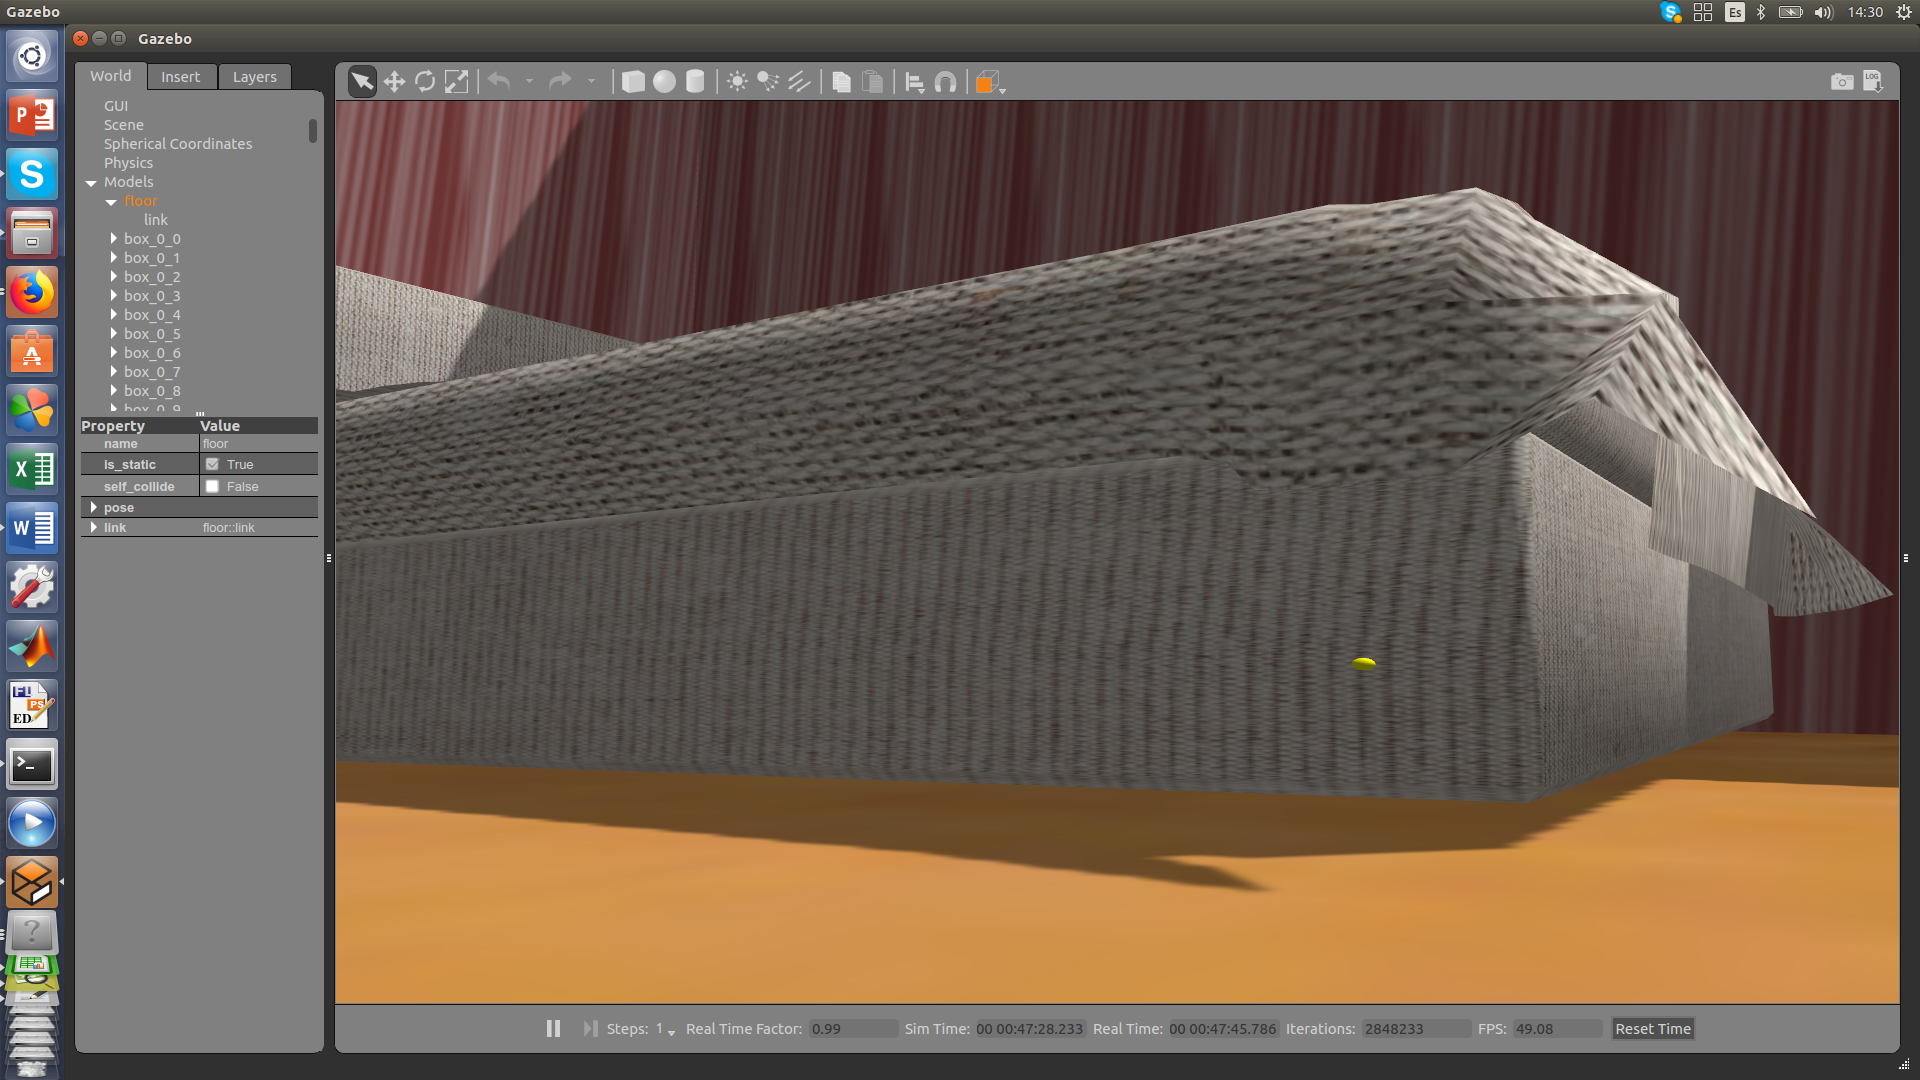 Gazebo
Es
14:30
Gazebo
World Insert Layers
LOG
GUI
Scene
Spherical Coordinates
Physics
Models
floor
link
box_0_0
box_0_1
box_0_2
box_0_3
box_0_4
box_0_5
box_0_6
box_0_7
box_0_8
box_0_9
Property Value
name floor
is_static True
self_collide False
pose
link floor::link
Steps: 1 Real Time Factor: 0.99 Sim Time: 00 00:47:28.233 Real Time: 00 00:47:45.786 Iterations: 2848233 FPS: 49.08 Reset Time